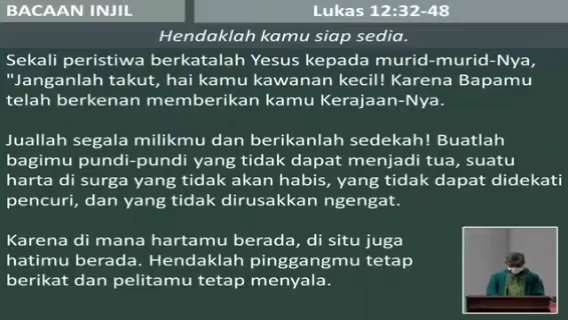 BACAAN INJIL
Lukas 12:32-48
Hendaklah kamu siap sedia.
Sekali peristiwa berkatalah Yesus kepada murid-murid-Nya,
"Janganlah takut, hai kamu kawanan kecil! Karena Bapamu
telah berkenan memberikan kamu Kerajaan-Nya.
Juallah segala milikmu dan berikanlah sedekah! Buatlah
bagimu pundi-pundi yang tidak dapat menjadi tua, suatu
harta di surga yang tidak akan habis, yang tidak dapat didekati
pencuri, dan yang tidak dirusakkan ngengat.
Karena di mana hartamu berada, di situ juga
hatimu berada. Hendaklah pinggangmu tetap
berikat dan pelitamu tetap menyala.